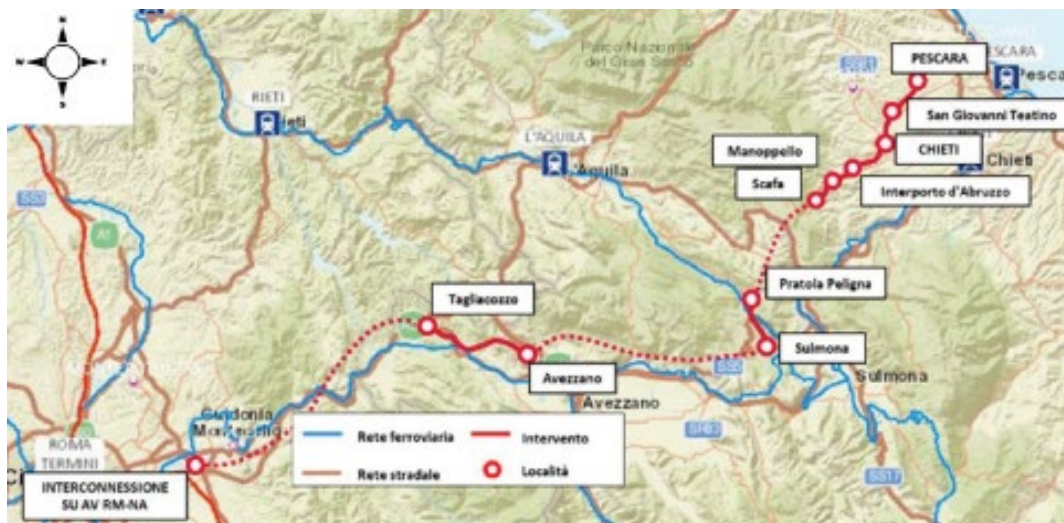 N
W
E
S
Parco Nazionale
del Gran Sasso
SS81
PESCARA
PESCARA
Pesca
RIETI
Rieti
San Giovanni Teatino
L'AQUILA
L'Aquila
Manoppello
CHIETI
Chieti
Scafa
Interporto d'Abruzzo
A1
Pratola Peligna
Tagliacozzo
Sulmona
Avezzano
SS5
Sulmona
Avezzano
Guidonia
ROMA
TERMINI
Rete ferroviaria
Intervento
Rete stradale
Località
SS17
INTERCONNESSIONE
SU AV RM-NA